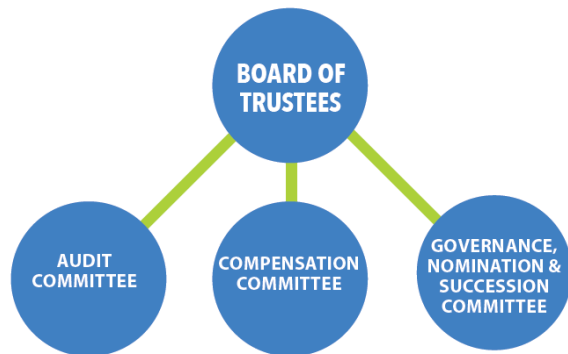 BOARD OF
TRUSTEES
AUDIT
COMMITTEE
COMPENSATION
COMMITTEE
GOVERNANCE,
NOMINATION &
SUCCESSION
COMMITTEE